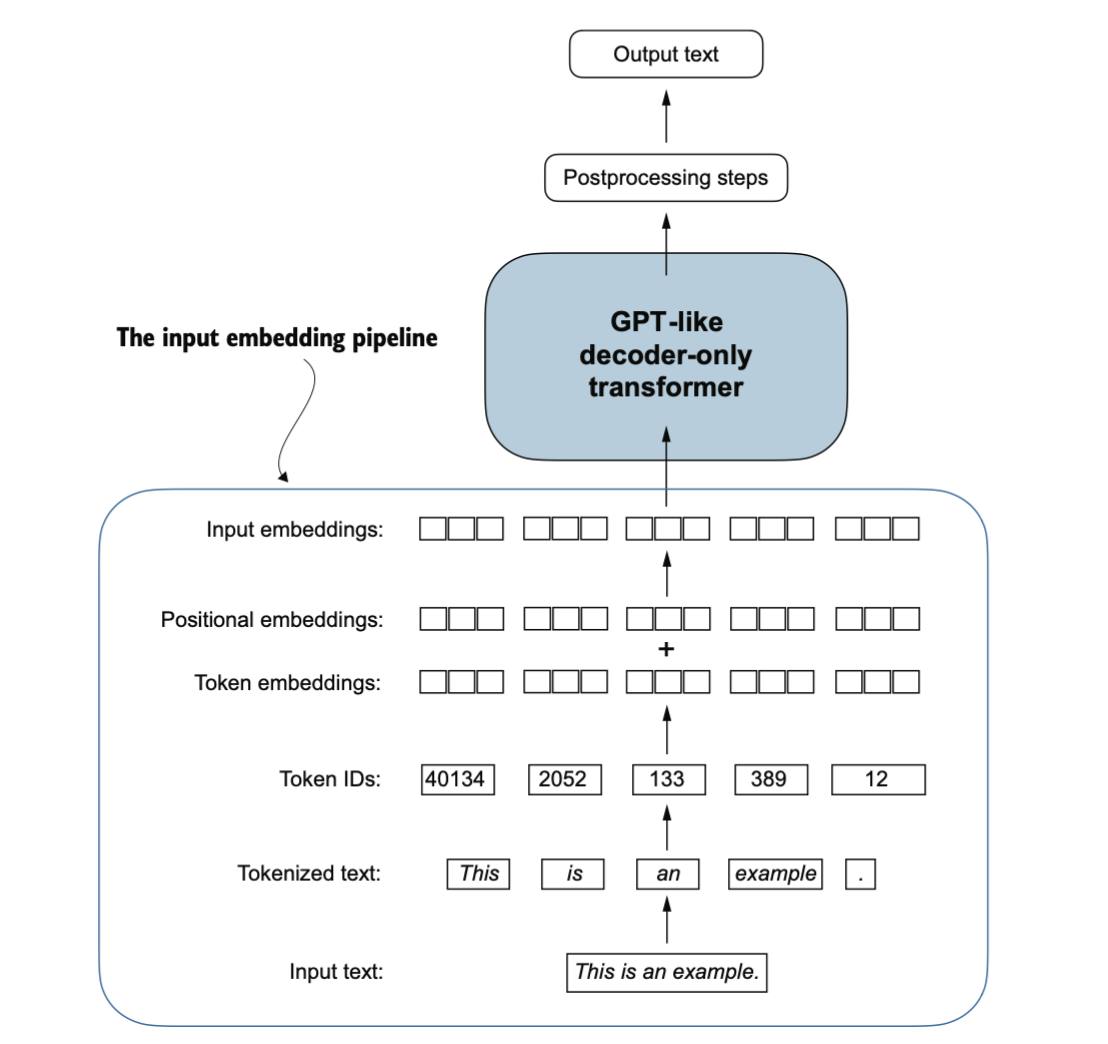 Output text
Postprocessing steps
GPT-like
decoder-only
transformer
The input embedding pipeline
Input embeddings:
Positional embeddings:
+
Token embeddings:
Token IDs: 40134 2052 133 389 12
Tokenized text: This is an example .
Input text: This is an example.